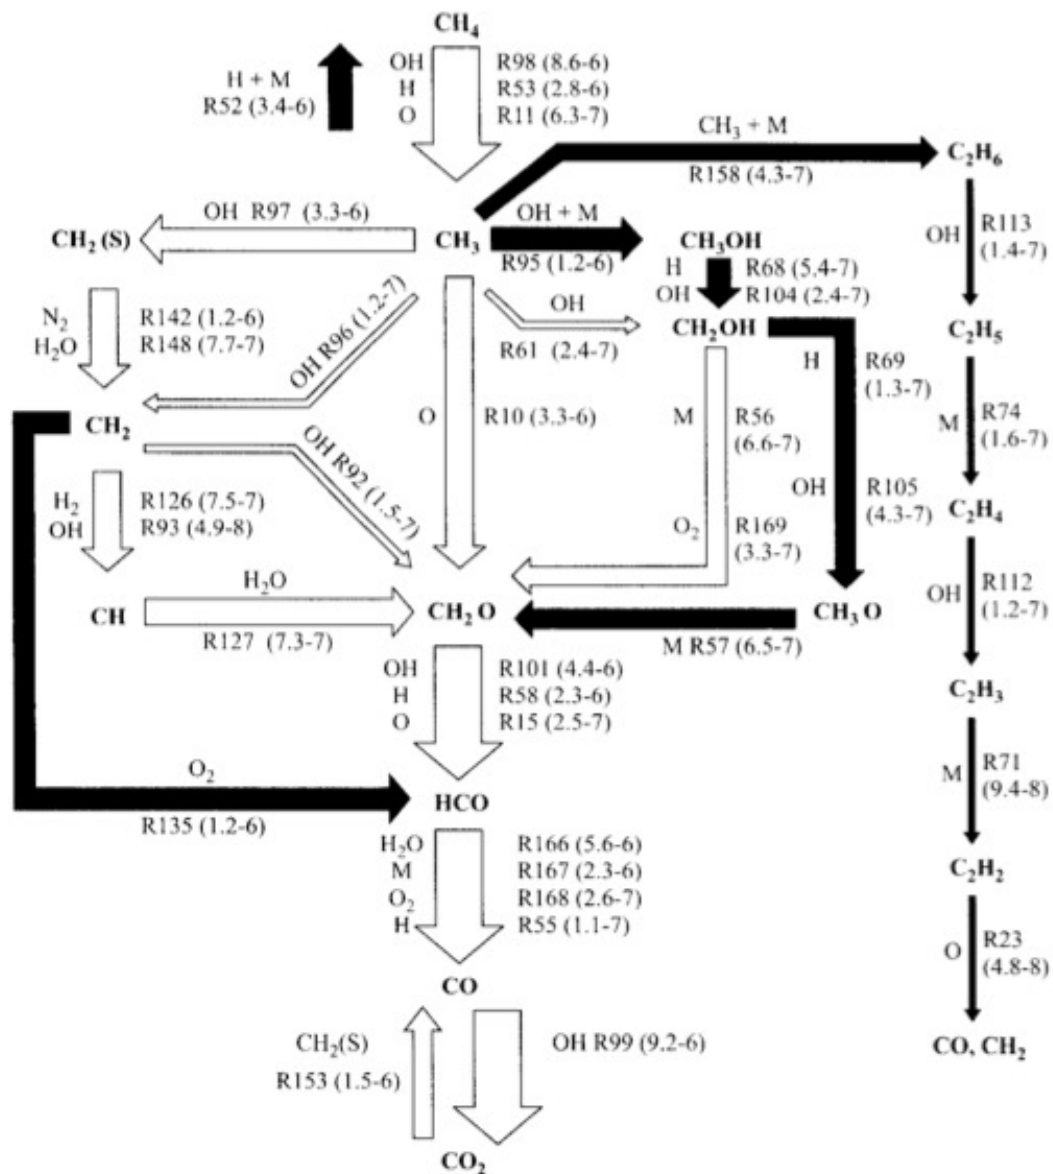 CH₄
H + M
R52 (3.4-6)
OH R98 (8.6-6)
H R53 (2.8-6)
O R11 (6.3-7)
CH₃ + M
R158 (4.3-7)
C₂H₆
OH R97 (3.3-6)
CH₂ (S)
CH₃
OH + M
R95 (1.2-6)
CH₃OH
OH R113
(1.4-7)
H R68 (5.4-7)
OH R104 (2.4-7)
N₂ R142 (1.2-6)
H₂O R148 (7.7-7)
OH R96 (1.2-7)
OH
R61 (2.4-7)
CH₂OH
C₂H₅
H R69
(1.3-7)
CH₂
O R10 (3.3-6)
M R56
(6.6-7)
M R74
(1.6-7)
OH R92 (1.5-7)
H₂ R126 (7.5-7)
OH R93 (4.9-8)
O₂ R169
(3.3-7)
OH R105
(4.3-7)
C₂H₄
CH
H₂O
R127 (7.3-7)
CH₂ O
M R57 (6.5-7)
CH₃ O
OH R112
(1.2-7)
OH R101 (4.4-6)
H R58 (2.3-6)
O R15 (2.5-7)
C₂H₃
O₂
R135 (1.2-6)
HCO
M R71
(9.4-8)
H₂O R166 (5.6-6)
M R167 (2.3-6)
O₂ R168 (2.6-7)
H R55 (1.1-7)
C₂H₂
O R23
(4.8-8)
CO
CH₂(S)
R153 (1.5-6)
OH R99 (9.2-6)
CO, CH₂
CO₂